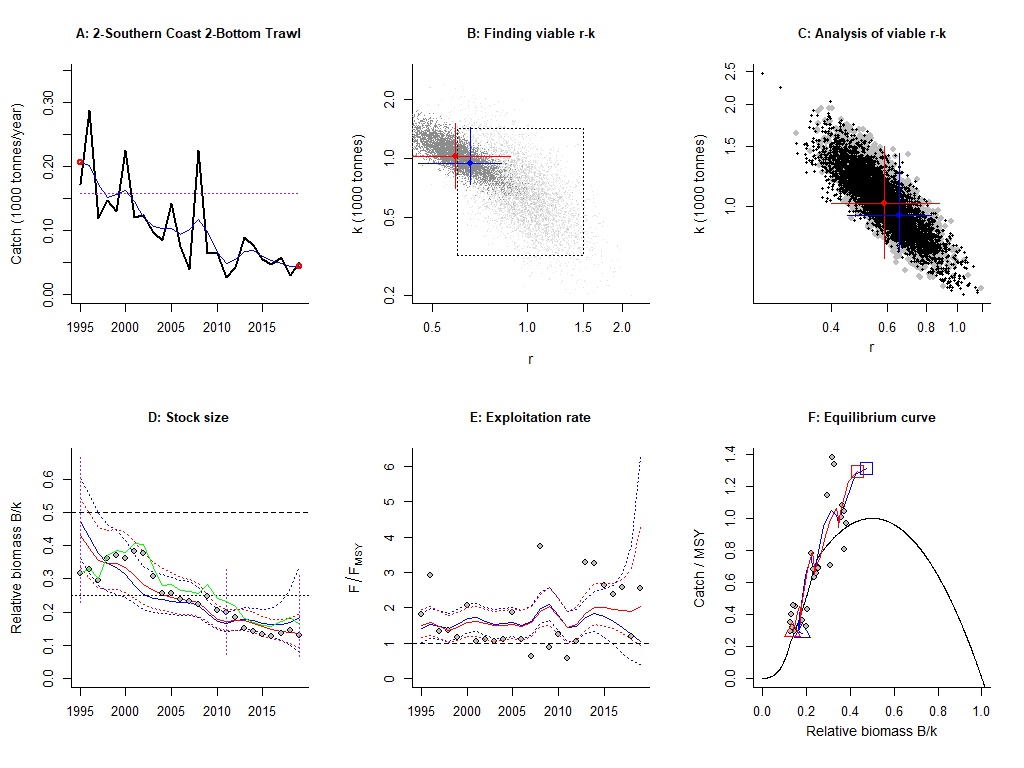 A: 2-Southern Coast 2-Bottom Trawl
Catch (1000 tonnes/year)
0.00 0.10 0.20 0.30
1995 2000 2005 2010 2015
B: Finding viable r-k
k (1000 tonnes)
0.2 0.5 1.0 2.0
0.5 1.0 1.5 2.0
r
C: Analysis of viable r-k
k (1000 tonnes)
1.0 1.5 2.0 2.5
0.4 0.6 0.8 1.0
r
D: Stock size
Relative biomass B/k
0.0 0.1 0.2 0.3 0.4 0.5 0.6
1995 2000 2005 2010 2015
E: Exploitation rate
F / FMSY
0 1 2 3 4 5 6
1995 2000 2005 2010 2015
F: Equilibrium curve
Catch / MSY
0.0 0.2 0.4 0.6 0.8 1.0 1.2 1.4
0.0 0.2 0.4 0.6 0.8 1.0
Relative biomass B/k